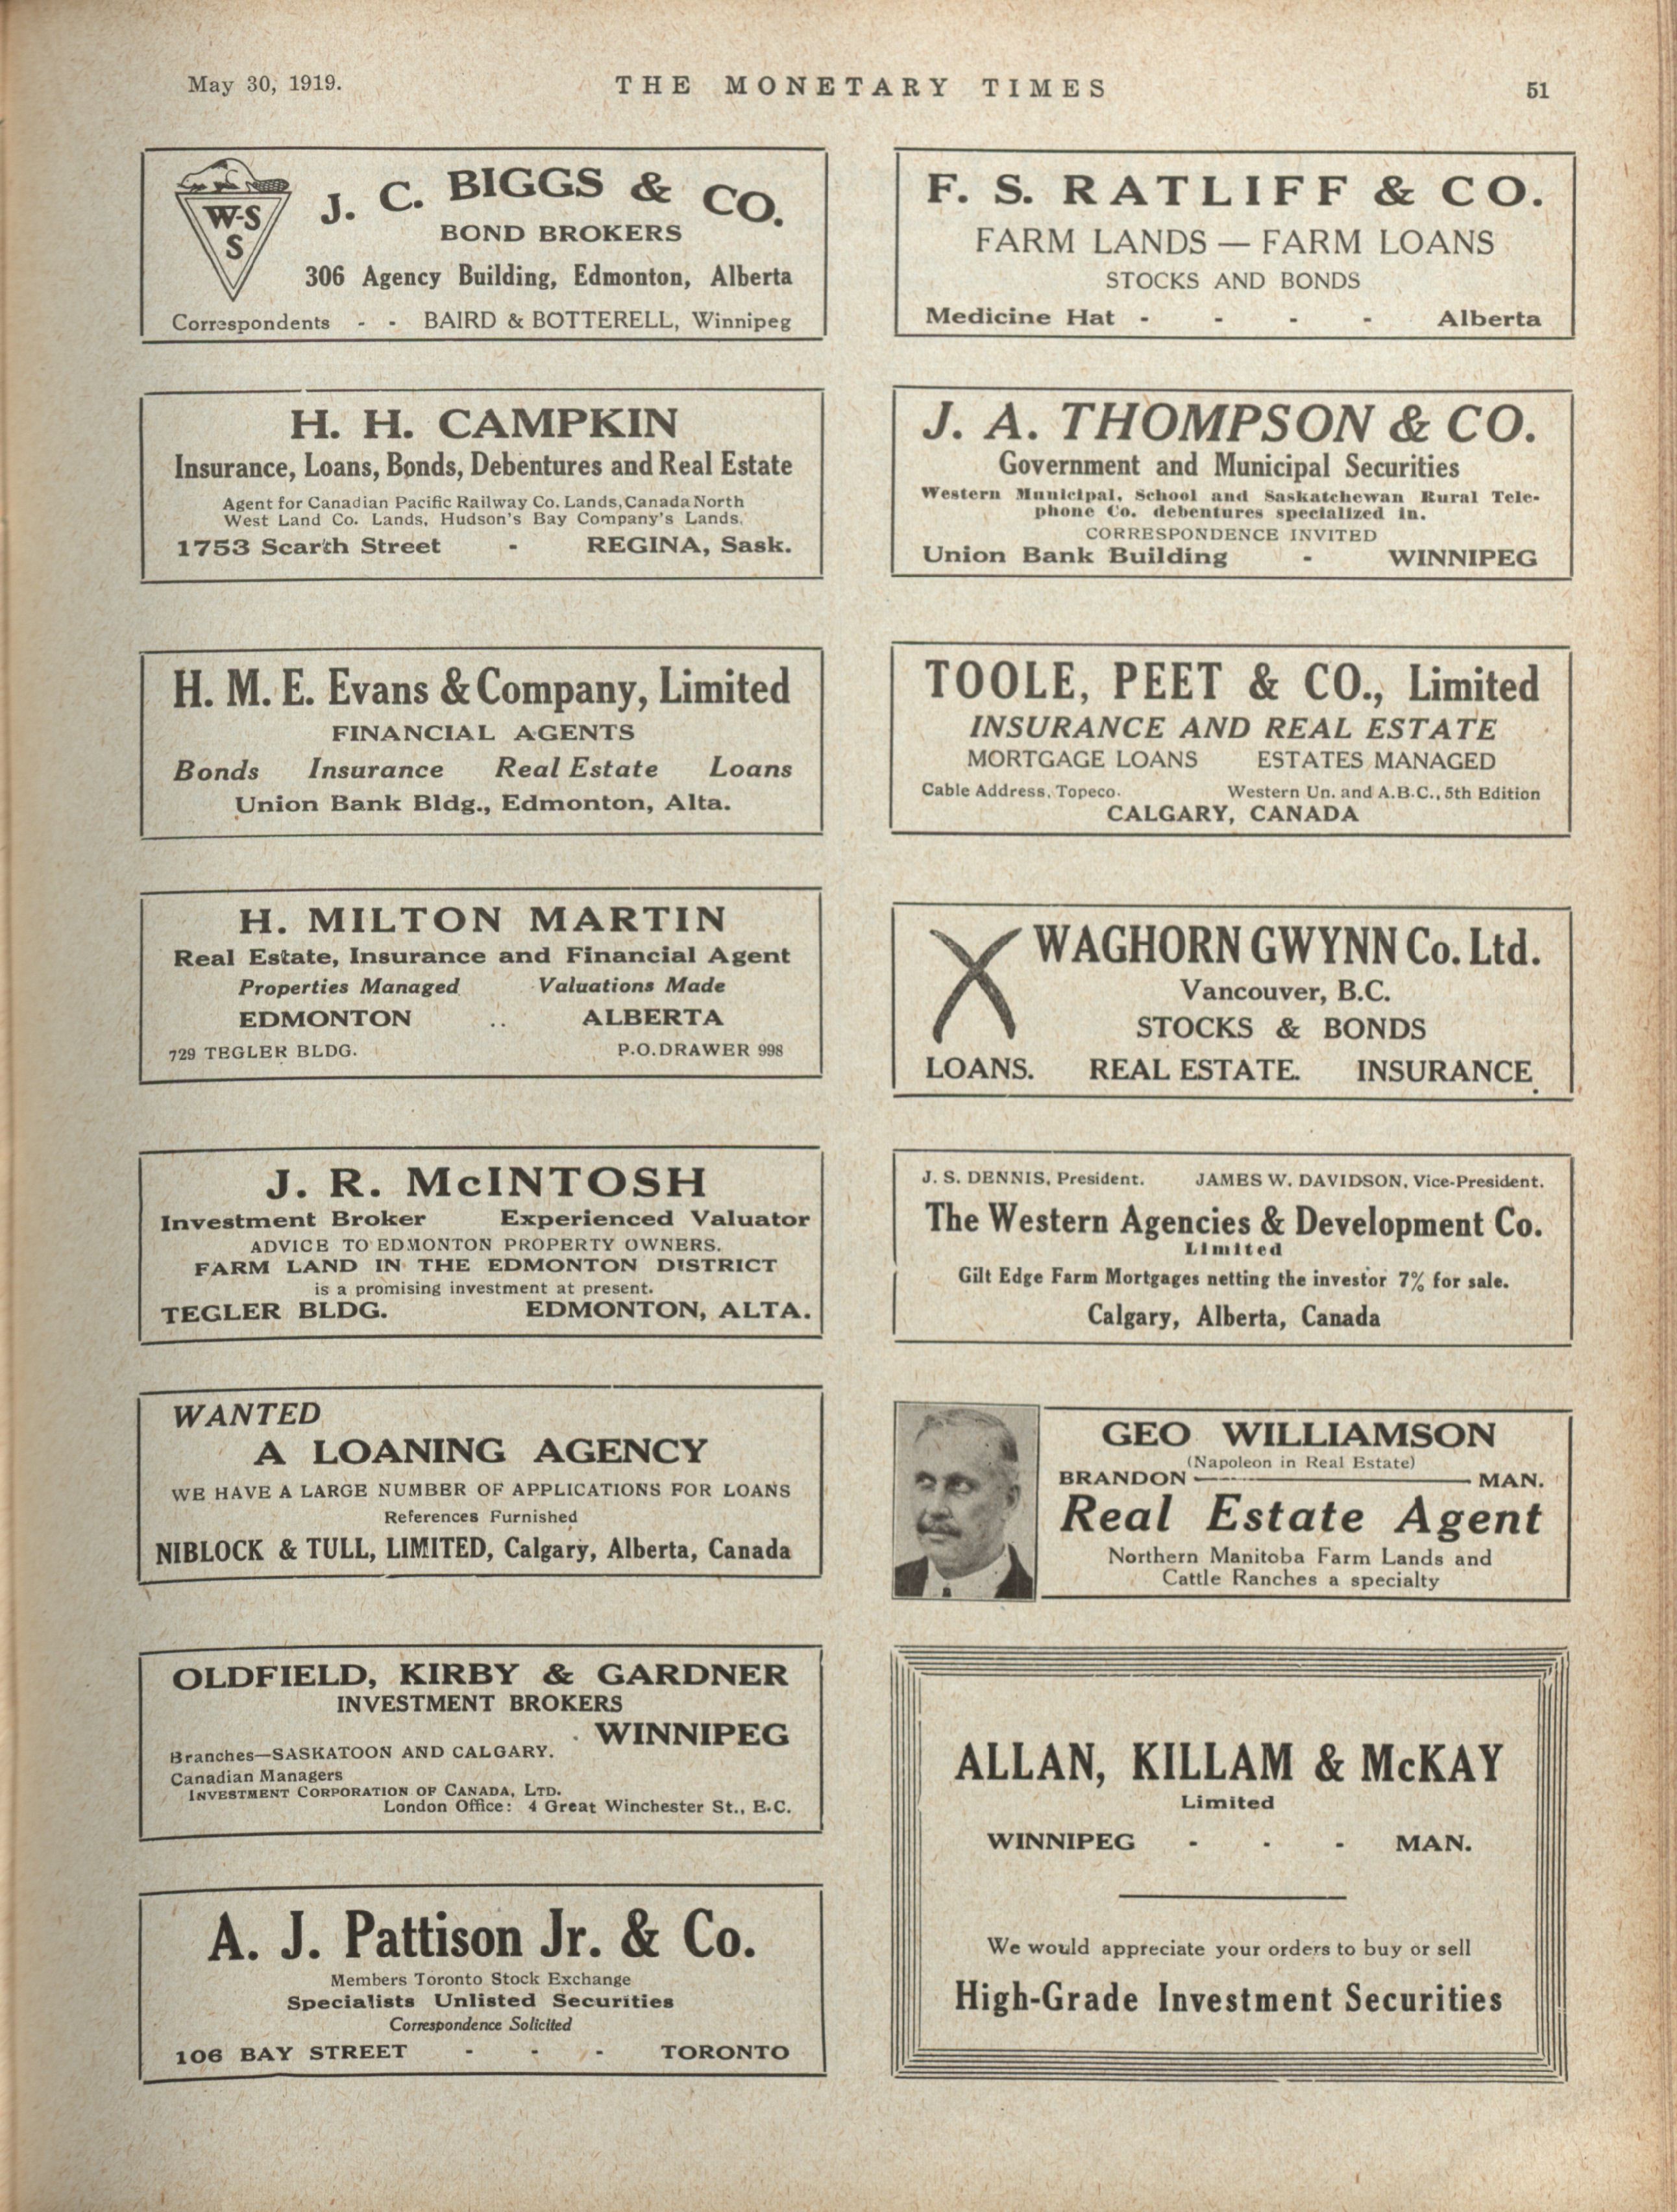 May 30, 1919.
THE MONETARY TIMES
51
W-S
S
J. C. BIGGS & CO.
BOND BROKERS
306 Agency Building, Edmonton, Alberta
Correspondents - - BAIRD & BOTTERELL, Winnipeg
H. H. CAMPKIN
Insurance, Loans, Bonds, Debentures and Real Estate
Agent for Canadian Pacific Railway Co. Lands, Canada North
West Land Co. Lands, Hudson's Bay Company's Lands.
1753 Scarth Street - REGINA, Sask.
H. M. E. Evans & Company, Limited
FINANCIAL AGENTS
Bonds Insurance Real Estate Loans
Union Bank Bldg., Edmonton, Alta.
H. MILTON MARTIN
Real Estate, Insurance and Financial Agent
Properties Managed Valuations Made
EDMONTON .. ALBERTA
729 TEGLER BLDG. P.O. DRAWER 998
J. R. McINTOSH
Investment Broker Experienced Valuator
ADVICE TO EDMONTON PROPERTY OWNERS.
FARM LAND IN THE EDMONTON DISTRICT
is a promising investment at present.
TEGLER BLDG. EDMONTON, ALTA.
WANTED
A LOANING AGENCY
WE HAVE A LARGE NUMBER OF APPLICATIONS FOR LOANS
References Furnished
NIBLOCK & TULL, LIMITED, Calgary, Alberta, Canada
OLDFIELD, KIRBY & GARDNER
INVESTMENT BROKERS
WINNIPEG
Branches—SASKATOON AND CALGARY.
Canadian Managers
INVESTMENT CORPORATION OF CANADA, LTD.
London Office: 4 Great Winchester St., E.C.
A. J. Pattison Jr. & Co.
Members Toronto Stock Exchange
Specialists Unlisted Securities
Correspondence Solicited
106 BAY STREET - - - TORONTO
F. S. RATLIFF & CO.
FARM LANDS — FARM LOANS
STOCKS AND BONDS
Medicine Hat - - - - Alberta
J. A. THOMPSON & CO.
Government and Municipal Securities
Western Municipal, School and Saskatchewan Rural Tele-
phone Co. debentures specialized in.
CORRESPONDENCE INVITED
Union Bank Building - WINNIPEG
TOOLE, PEET & CO., Limited
INSURANCE AND REAL ESTATE
MORTGAGE LOANS ESTATES MANAGED
Cable Address, Topeco. Western Un. and A.B.C., 5th Edition
CALGARY, CANADA
WAGHORN GWYNN Co. Ltd.
Vancouver, B.C.
STOCKS & BONDS
LOANS. REAL ESTATE. INSURANCE.
J. S. DENNIS, President. JAMES W. DAVIDSON, Vice-President.
The Western Agencies & Development Co.
Limited
Gilt Edge Farm Mortgages netting the investor 7% for sale.
Calgary, Alberta, Canada
GEO WILLIAMSON
(Napoleon in Real Estate)
BRANDON — MAN.
Real Estate Agent
Northern Manitoba Farm Lands and
Cattle Ranches a specialty
ALLAN, KILLAM & McKAY
Limited
WINNIPEG - - - MAN.
We would appreciate your orders to buy or sell
High-Grade Investment Securities